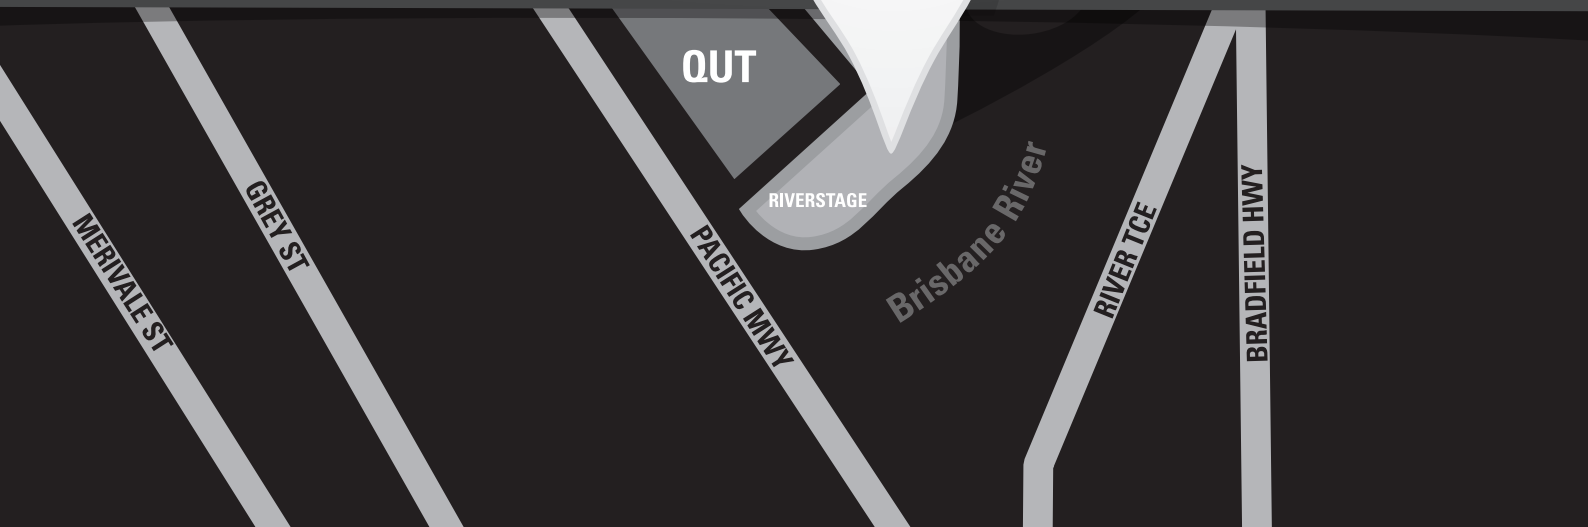 QUT
RIVERSTAGE
MERIVALE ST
GREY ST
PACIFIC MWY
Brisbane River
RIVER TCE
BRADFIELD HWY